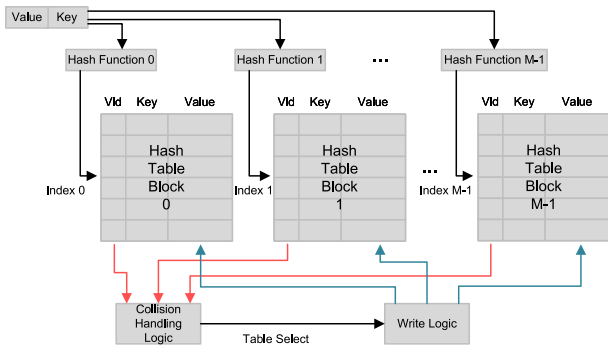 Value Key
Hash Function 0
Hash Function 1
...
Hash Function M-1
Vld Key Value
Vld Key Value
Vld Key Value
Hash
Table
Block
0
Hash
Table
Block
1
...
Hash
Table
Block
M-1
Index 0
Index 1
Index M-1
Collision
Handling
Logic
Table Select
Write Logic